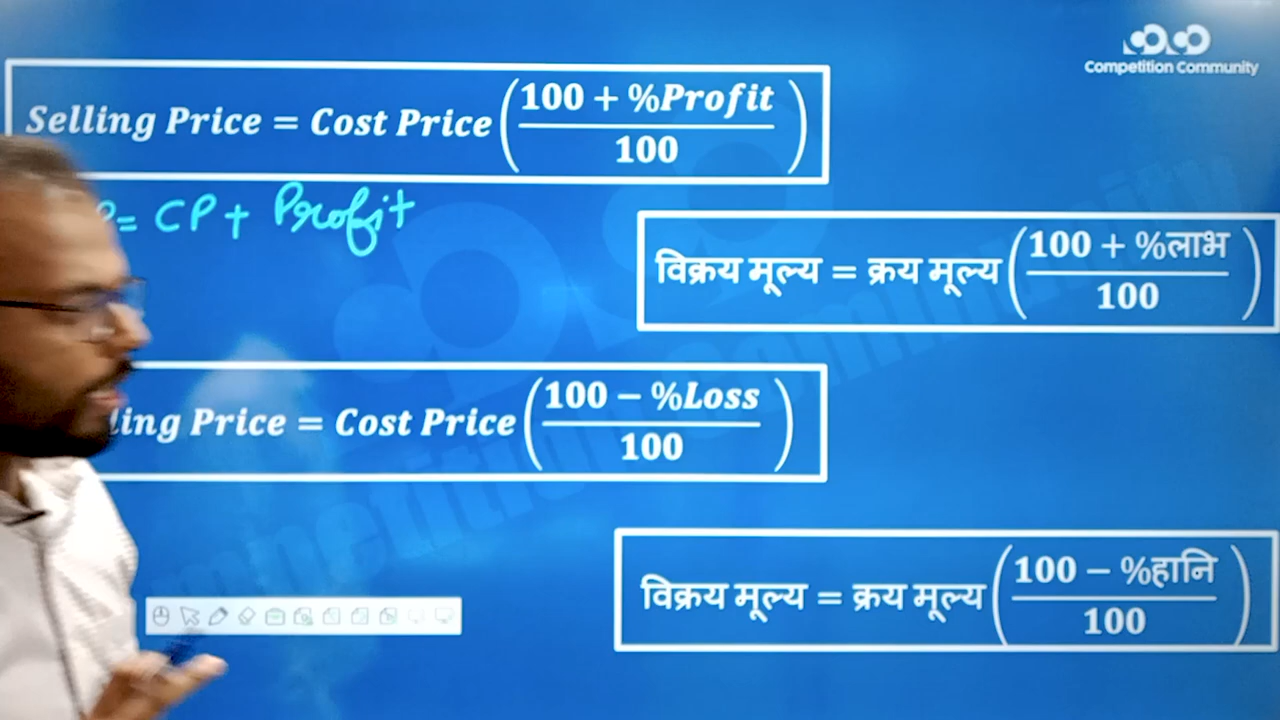 Competition Community
Selling Price = Cost Price (100 + %Profit / 100)
= CP + Profit
विक्रय मूल्य = क्रय मूल्य (100 + %लाभ / 100)
ling Price = Cost Price (100 − %Loss / 100)
विक्रय मूल्य = क्रय मूल्य (100 − %हानि / 100)